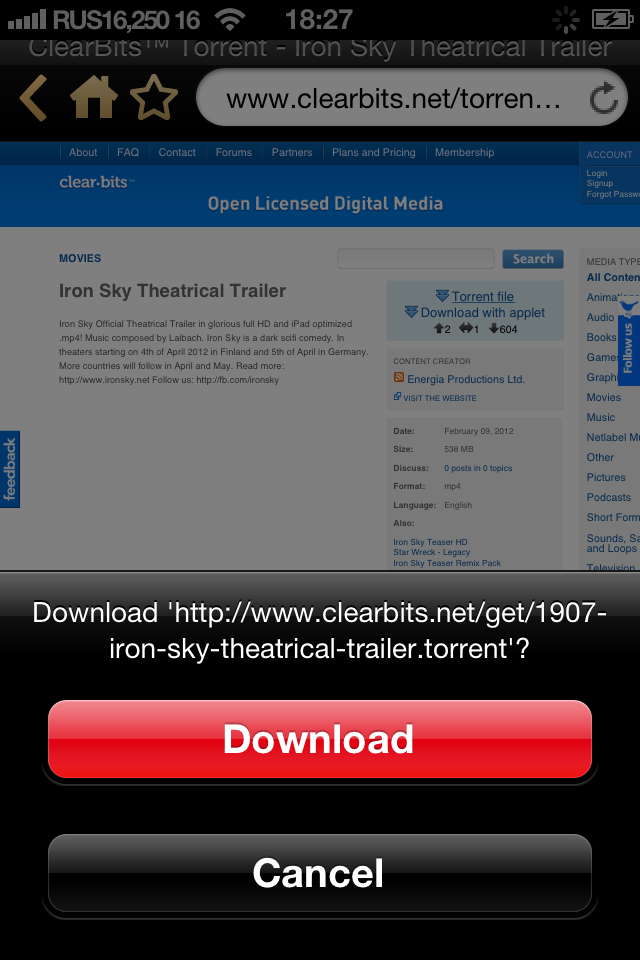 RUS16,250 16 18:27
ClearBits™ Torrent - Iron Sky Theatrical Trailer
www.clearbits.net/torren...
About FAQ Contact Forums Partners Plans and Pricing Membership
ACCOUNT
Login
Signup
Forgot Passw
clear·bits™
Open Licensed Digital Media
MOVIES
Search
Iron Sky Theatrical Trailer
Iron Sky Official Theatrical Trailer in glorious full HD and iPad optimized
.mp4! Music composed by Laibach. Iron Sky is a dark scifi comedy. In
theaters starting on 4th of April 2012 in Finland and 5th of April in Germany.
More countries will follow in April and May. Read more:
http://www.ironsky.net Follow us: http://fb.com/ironsky
Torrent file
Download with applet
2 1 604
CONTENT CREATOR
Energia Productions Ltd.
VISIT THE WEBSITE
Date: February 09, 2012
Size: 538 MB
Discuss: 0 posts in 0 topics
Format: mp4
Language: English
Also:
Iron Sky Teaser HD
Star Wreck - Legacy
Iron Sky Teaser Remix Pack
MEDIA TYPE
All Conten
Animatio
Audio
Books
Game
Graph
Movies
Music
Netlabel M
Other
Pictures
Podcasts
Short Form
Sounds, Sa
and Loops
Television
Follow us
feedback
Download 'http://www.clearbits.net/get/1907-
iron-sky-theatrical-trailer.torrent'?
Download
Cancel